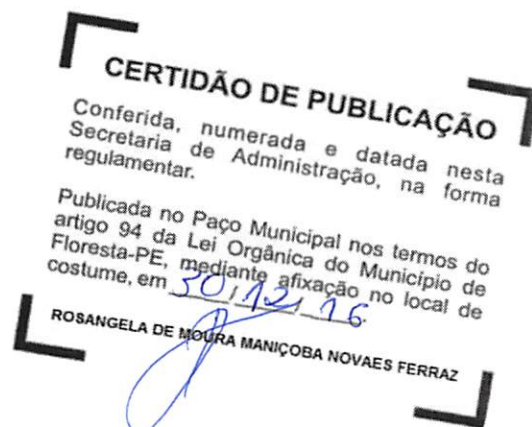 CERTIDÃO DE PUBLICAÇÃO
Conferida, numerada e datada nesta
Secretaria de Administração, na forma
regulamentar.
Publicada no Paço Municipal nos termos do
artigo 94 da Lei Orgânica do Município de
Floresta-PE, mediante afixação no local de
costume, em 30/12/16.
ROSANGELA DE MOURA MANIÇOBA NOVAES FERRAZ